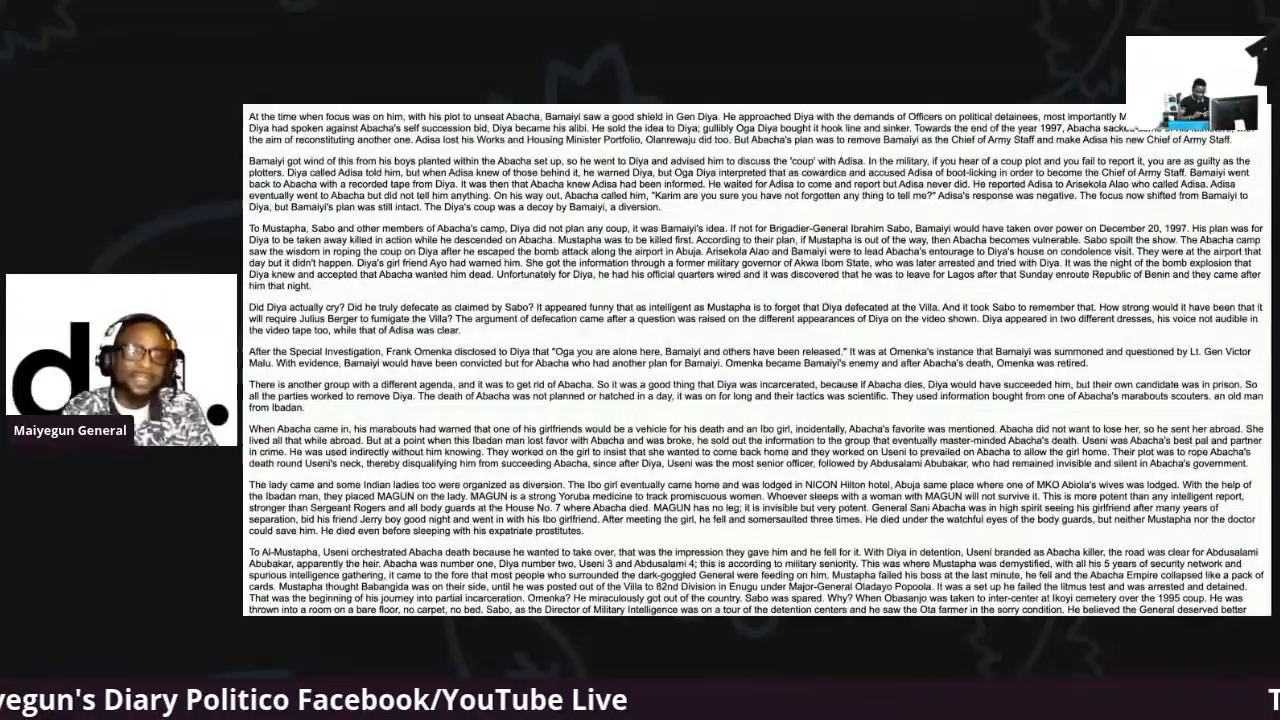 At the time when focus was on him, with his plot to unseat Abacha, Bamaiyi saw a good shield in Gen Diya. He approached Diya with the demands of Officers on political detainees, most importantly M
Diya had spoken against Abacha's self succession bid, Diya became his alibi. He sold the idea to Diya; gullibly Oga Diya bought it hook line and sinker. Towards the end of the year 1997, Abacha sacked some of his Ministers, with
the aim of reconstituting another one. Adisa lost his Works and Housing Minister Portfolio, Olanrewaju did too. But Abacha's plan was to remove Bamaiyi as the Chief of Army Staff and make Adisa his new Chief of Army Staff.
Bamaiyi got wind of this from his boys planted within the Abacha set up, so he went to Diya and advised him to discuss the 'coup' with Adisa. In the military, if you hear of a coup plot and you fail to report it, you are as guilty as the
plotters. Diya called Adisa told him, but when Adisa knew of those behind it, he warned Diya, but Oga Diya interpreted that as cowardice and accused Adisa of boot-licking in order to become the Chief of Army Staff. Bamaiyi went
back to Abacha with a recorded tape from Diya. It was then that Abacha knew Adisa had been informed. He waited for Adisa to come and report but Adisa never did. He reported Adisa to Arisekola Alao who called Adisa. Adisa
eventually went to Abacha but did not tell him anything. On his way out, Abacha called him, "Karim are you sure you have not forgotten any thing to tell me?" Adisa's response was negative. The focus now shifted from Bamaiyi to
Diya, but Bamaiyi's plan was still intact. The Diya's coup was a decoy by Bamaiyi, a diversion.
To Mustapha, Sabo and other members of Abacha's camp, Diya did not plan any coup, it was Bamaiyi's idea. If not for Brigadier-General Ibrahim Sabo, Bamaiyi would have taken over power on December 20, 1997. His plan was for
Diya to be taken away killed in action while he descended on Abacha. Mustapha was to be killed first. According to their plan, if Mustapha is out of the way, then Abacha becomes vulnerable. Sabo spoilt the show. The Abacha camp
saw the wisdom in roping the coup on Diya after he escaped the bomb attack along the airport in Abuja. Arisekola Alao and Bamaiyi were to lead Abacha's entourage to Diya's house on condolence visit. They were at the airport that
day but it didn't happen. Diya's girl friend Ayo had warned him. She got the information through a former military governor of Akwa Ibom State, who was later arrested and tried with Diya. It was the night of the bomb explosion that
Diya knew and accepted that Abacha wanted him dead. Unfortunately for Diya, he had his official quarters wired and it was discovered that he was to leave for Lagos after that Sunday enroute Republic of Benin and they came after
him that night.
Did Diya actually cry? Did he truly defecate as claimed by Sabo? It appeared funny that as intelligent as Mustapha is to forget that Diya defecated at the Villa. And it took Sabo to remember that. How strong would it have been that it
will require Julius Berger to fumigate the Villa? The argument of defecation came after a question was raised on the different appearances of Diya on the video shown. Diya appeared in two different dresses, his voice not audible in
the video tape too, while that of Adisa was clear.
After the Special Investigation, Frank Omenka disclosed to Diya that "Oga you are alone here, Bamaiyi and others have been released." It was at Omenka's instance that Bamaiyi was summoned and questioned by Lt. Gen Victor
Malu. With evidence, Bamaiyi would have been convicted but for Abacha who had another plan for Bamaiyi. Omenka became Bamaiyi's enemy and after Abacha's death, Omenka was retired.
There is another group with a different agenda, and it was to get rid of Abacha. So it was a good thing that Diya was incarcerated, because if Abacha dies, Diya would have succeeded him, but their own candidate was in prison. So
all the parties worked to remove Diya. The death of Abacha was not planned or hatched in a day, it was on for long and their tactics was scientific. They used information bought from one of Abacha's marabouts scouters. an old man
from Ibadan.
When Abacha came in, his marabouts had warned that one of his girlfriends would be a vehicle for his death and an Ibo girl, incidentally, Abacha's favorite was mentioned. Abacha did not want to lose her, so he sent her abroad. She
lived all that while abroad. But at a point when this Ibadan man lost favor with Abacha and was broke, he sold out the information to the group that eventually master-minded Abacha's death. Useni was Abacha's best pal and partner
in crime. He was used indirectly without him knowing. They worked on the girl to insist that she wanted to come back home and they worked on Useni to prevailed on Abacha to allow the girl home. Their plot was to rope Abacha's
death round Useni's neck, thereby disqualifying him from succeeding Abacha, since after Diya, Useni was the most senior officer, followed by Abdusalami Abubakar, who had remained invisible and silent in Abacha's government.
The lady came and some Indian ladies too were organized as diversion. The Ibo girl eventually came home and was lodged in NICON Hilton hotel, Abuja same place where one of MKO Abiola's wives was lodged. With the help of
the Ibadan man, they placed MAGUN on the lady. MAGUN is a strong Yoruba medicine to track promiscuous women. Whoever sleeps with a woman with MAGUN will not survive it. This is more potent than any intelligent report,
stronger than Sergeant Rogers and all body guards at the House No. 7 where Abacha died. MAGUN has no leg; it is invisible but very potent. General Sani Abacha was in high spirit seeing his girlfriend after many years of
separation, bid his friend Jerry boy good night and went in with his Ibo girlfriend. After meeting the girl, he fell and somersaulted three times. He died under the watchful eyes of the body guards, but neither Mustapha nor the doctor
could save him. He died even before sleeping with his expatriate prostitutes.
To Al-Mustapha, Useni orchestrated Abacha death because he wanted to take over, that was the impression they gave him and he fell for it. With Diya in detention, Useni branded as Abacha killer, the road was clear for Abdusalami
Abubakar, apparently the heir. Abacha was number one, Diya number two, Useni 3 and Abdusalami 4; this is according to military seniority. This was where Mustapha was demystified, with all his 5 years of security network and
spurious intelligence gathering, it came to the fore that most people who surrounded the dark-goggled General were feeding on him. Mustapha failed his boss at the last minute, he fell and the Abacha Empire collapsed like a pack of
cards. Mustapha thought Babangida was on their side, until he was posted out of the Villa to 82nd Division in Enugu under Major-General Oladayo Popoola. It was a set up he failed the litmus test and was arrested and detained.
That was the beginning of his journey into partial incarceration. Omenka? He miraculously got out of the country. Sabo was spared. Why? When Obasanjo was taken to inter-center at Ikoyi cemetery over the 1995 coup. He was
thrown into a room on a bare floor, no carpet, no bed. Sabo, as the Director of Military Intelligence was on a tour of the detention centers and he saw the Ota farmer in the sorry condition. He believed the General deserved better
d
Maiyegun General
yegun's Diary Politico Facebook/YouTube Live
T